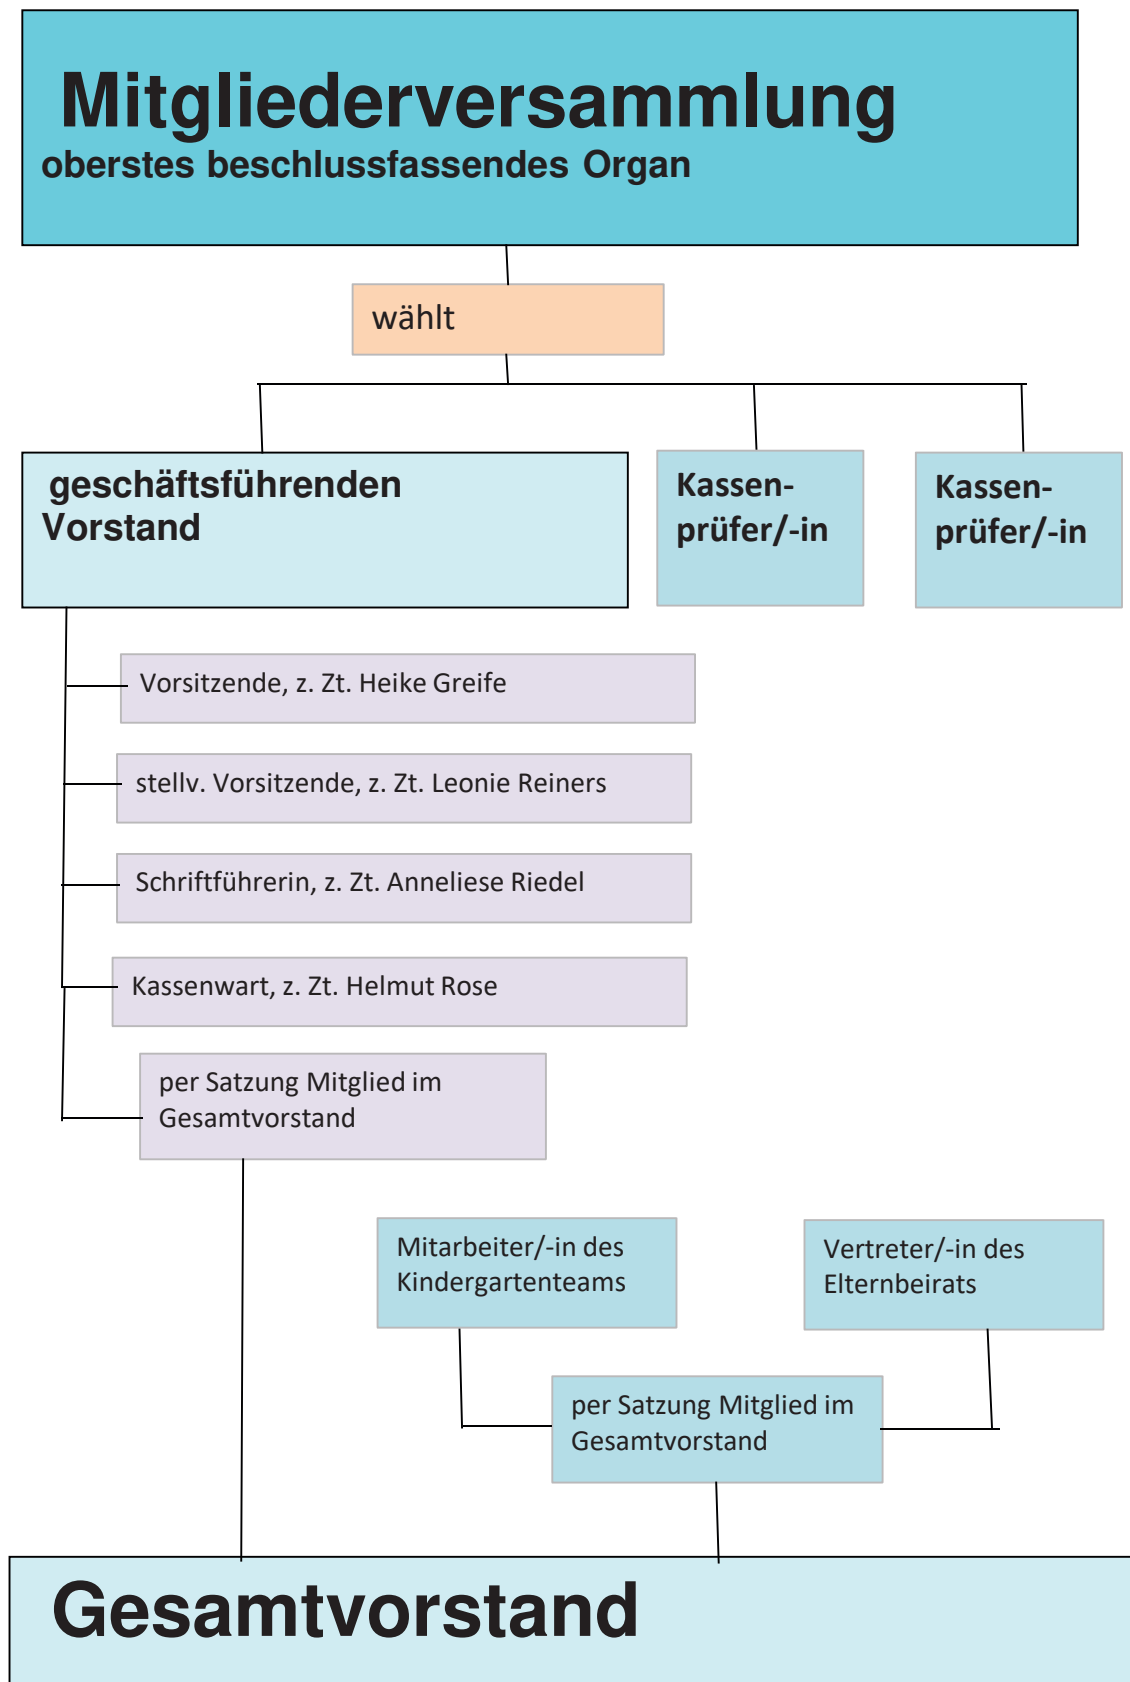 Mitgliederversammlung
oberstes beschlussfassendes Organ
wählt
geschäftsführenden
Vorstand
Kassen-
prüfer/-in
Kassen-
prüfer/-in
Vorsitzende, z. Zt. Heike Greife
stellv. Vorsitzende, z. Zt. Leonie Reiners
Schriftführerin, z. Zt. Anneliese Riedel
Kassenwart, z. Zt. Helmut Rose
per Satzung Mitglied im
Gesamtvorstand
Mitarbeiter/-in des
Kindergartenteams
Vertreter/-in des
Elternbeirats
per Satzung Mitglied im
Gesamtvorstand
Gesamtvorstand